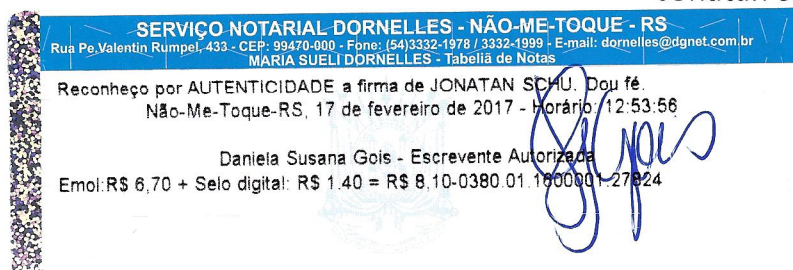 SERVIÇO NOTARIAL DORNELLES - NÃO-ME-TOQUE - RS
Rua Pe.Valentin Rumpel, 433 - CEP: 99470-000 - Fone: (54)3332-1978 / 3332-1999 - E-mail: dornelles@dgnet.com.br
MARIA SUELI DORNELLES - Tabeliã de Notas
Reconheço por AUTENTICIDADE a firma de JONATAN SCHU. Dou fé.
Não-Me-Toque-RS, 17 de fevereiro de 2017 - Horário: 12:53:56
Daniela Susana Gois - Escrevente Autorizada
Emol:R$ 6,70 + Selo digital: R$ 1.40 = R$ 8,10-0380.01.1600001.27824